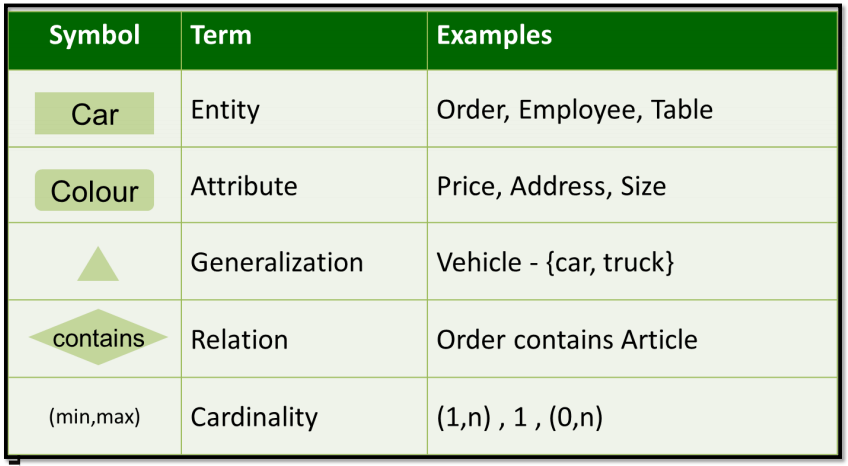 Symbol Term Examples
Car Entity Order, Employee, Table
Colour Attribute Price, Address, Size
Generalization Vehicle - {car, truck}
contains Relation Order contains Article
(min,max) Cardinality (1,n) , 1 , (0,n)